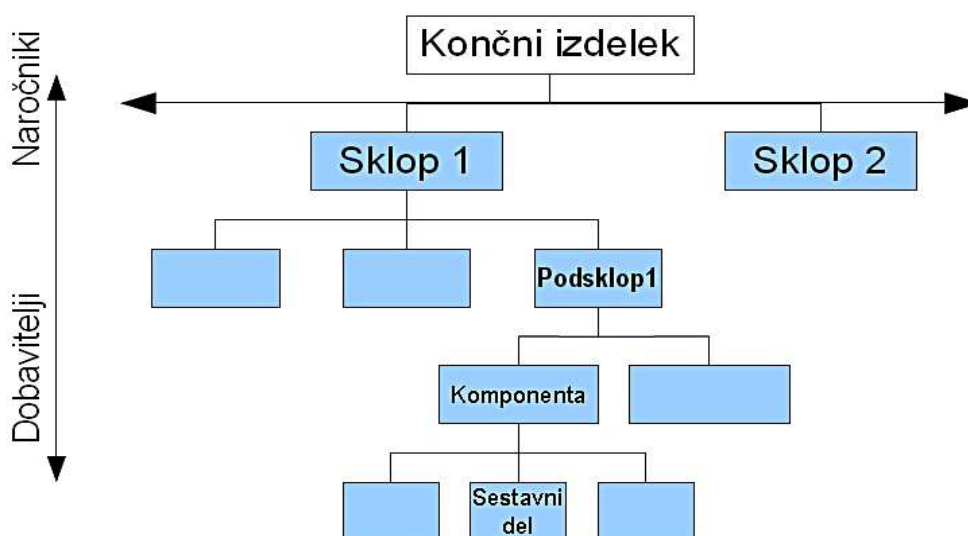 Končni izdelek
Naročniki
Sklop 1
Sklop 2
Podsklop1
Dobavitelji
Komponenta
Sestavni
del